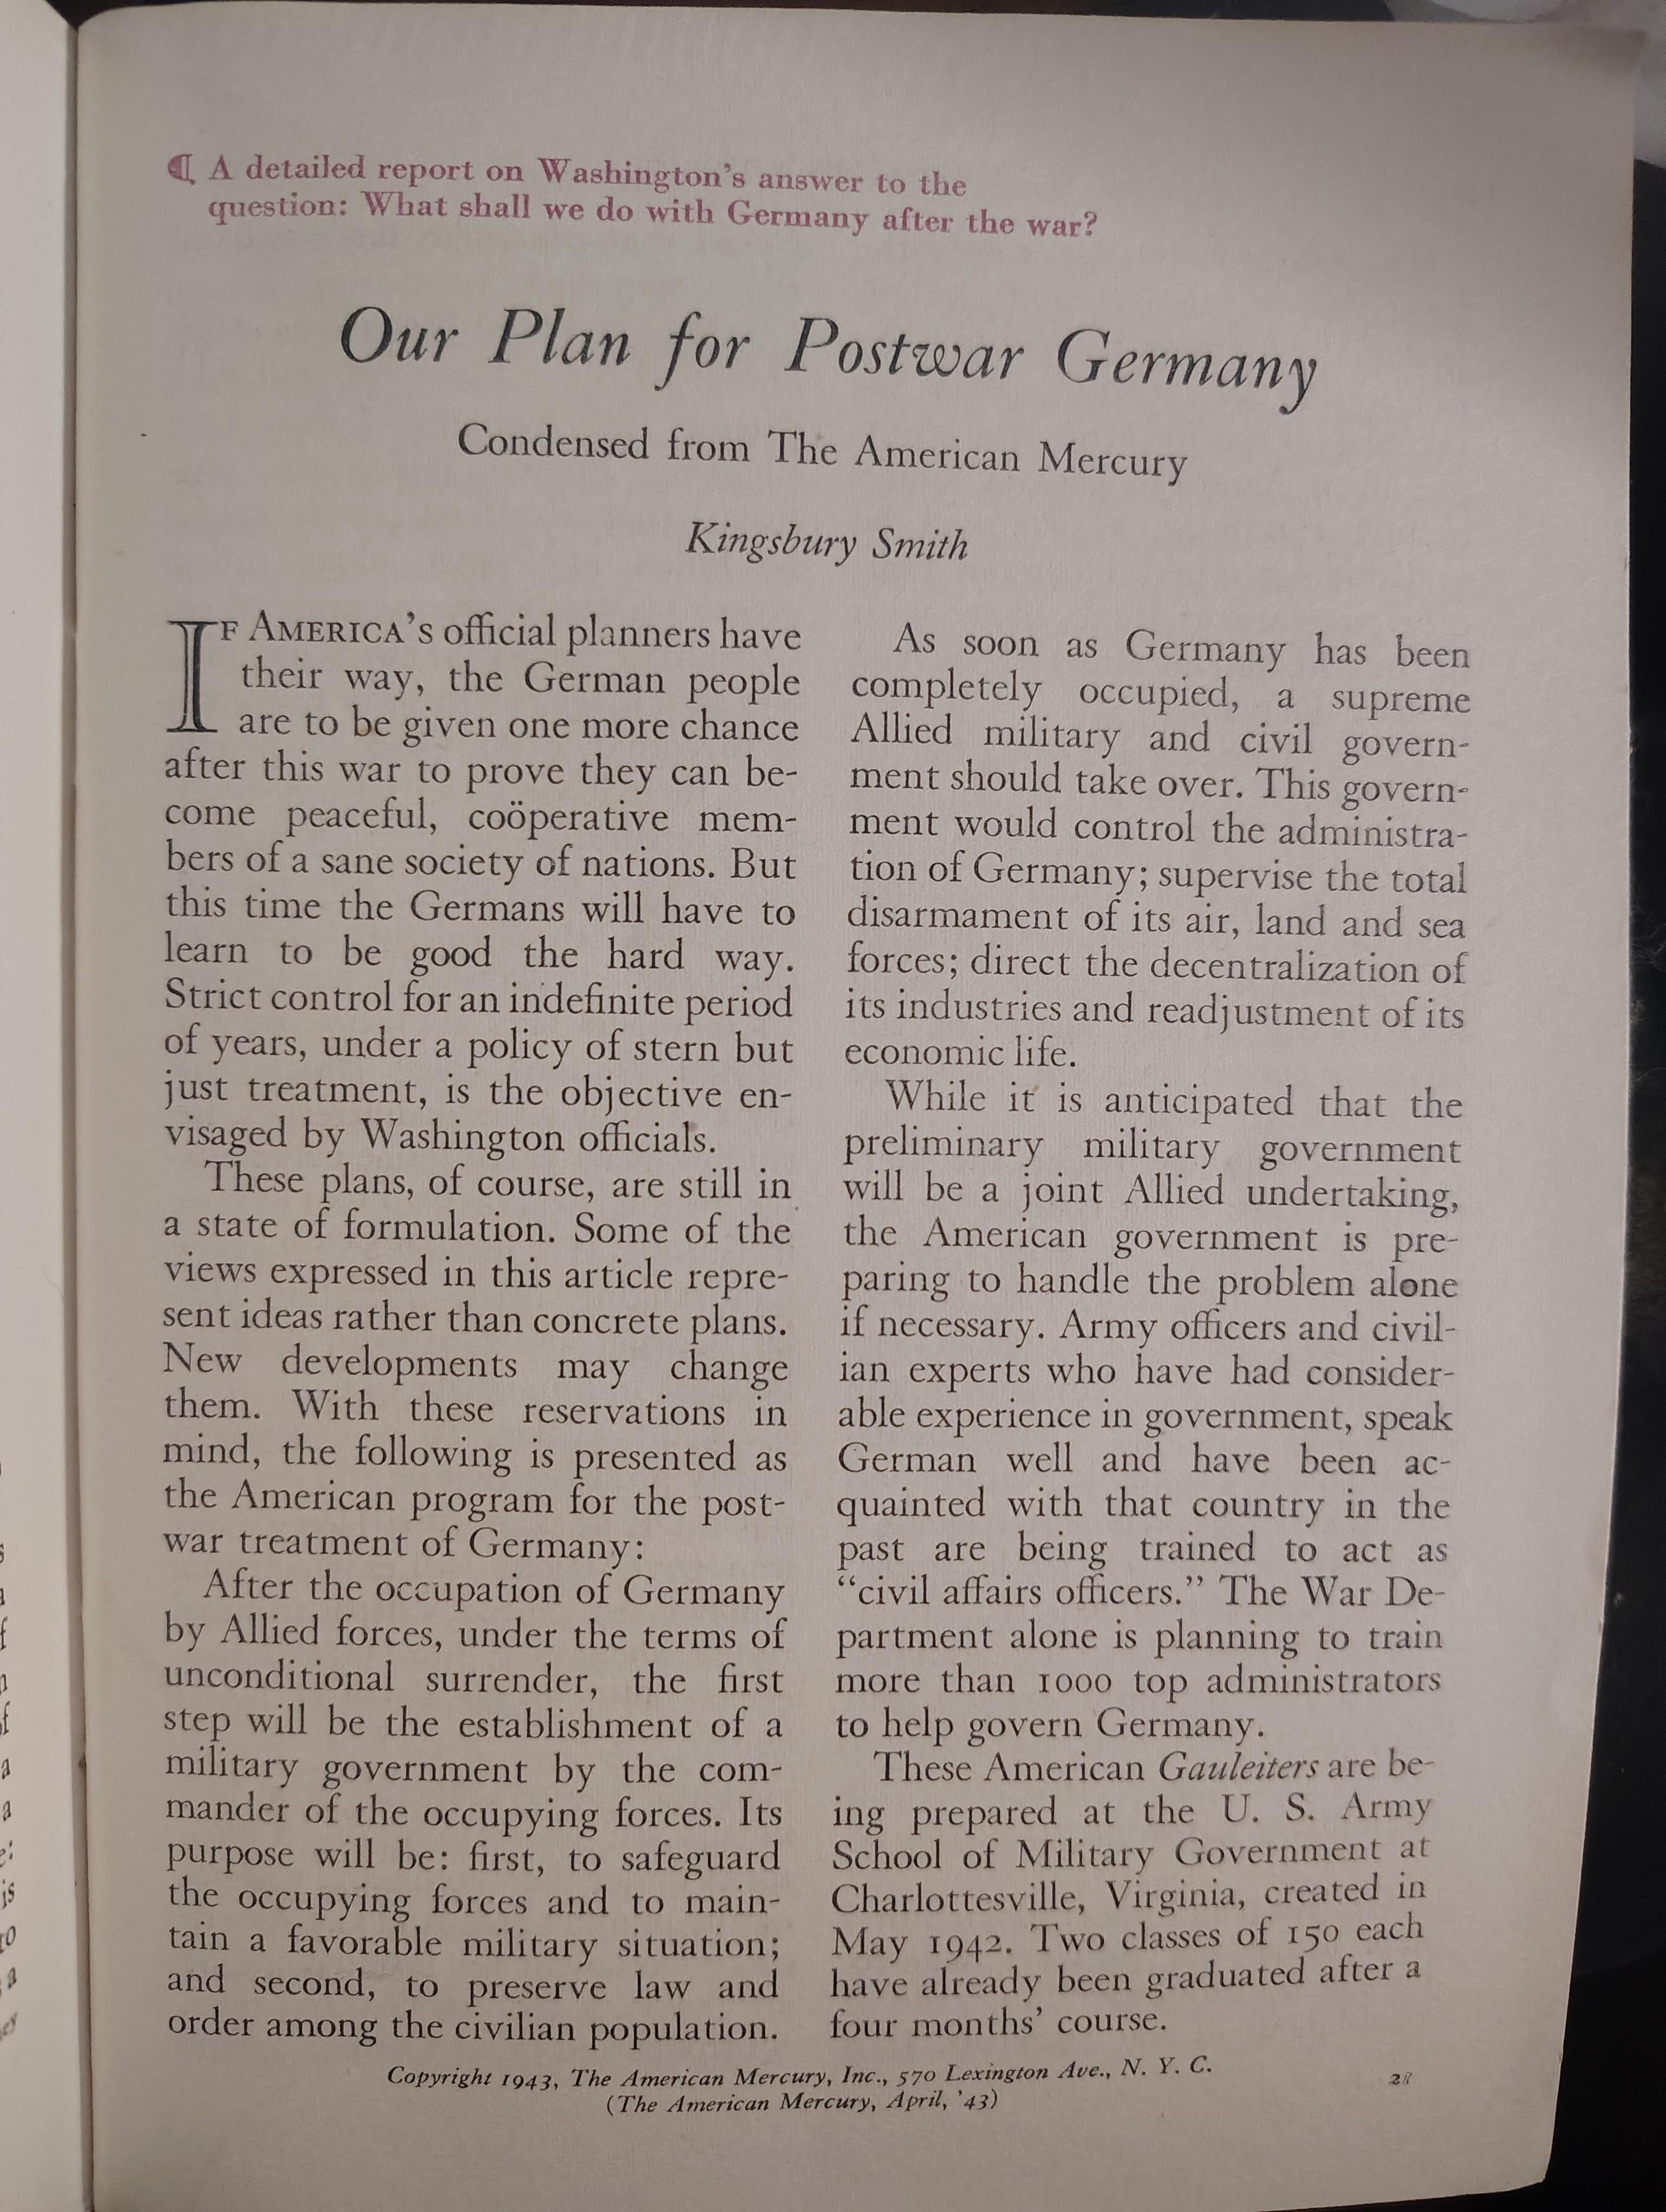 ¶ A detailed report on Washington's answer to the
question: What shall we do with Germany after the war?
Our Plan for Postwar Germany
Condensed from The American Mercury
Kingsbury Smith
IF AMERICA'S official planners have
their way, the German people
are to be given one more chance
after this war to prove they can be-
come peaceful, coöperative mem-
bers of a sane society of nations. But
this time the Germans will have to
learn to be good the hard way.
Strict control for an indefinite period
of years, under a policy of stern but
just treatment, is the objective en-
visaged by Washington officials.
These plans, of course, are still in
a state of formulation. Some of the
views expressed in this article repre-
sent ideas rather than concrete plans.
New developments may change
them. With these reservations in
mind, the following is presented as
the American program for the post-
war treatment of Germany:
After the occupation of Germany
by Allied forces, under the terms of
unconditional surrender, the first
step will be the establishment of a
military government by the com-
mander of the occupying forces. Its
purpose will be: first, to safeguard
the occupying forces and to main-
tain a favorable military situation;
and second, to preserve law and
order among the civilian population.
As soon as Germany has been
completely occupied, a supreme
Allied military and civil govern-
ment should take over. This govern-
ment would control the administra-
tion of Germany; supervise the total
disarmament of its air, land and sea
forces; direct the decentralization of
its industries and readjustment of its
economic life.
While it is anticipated that the
preliminary military government
will be a joint Allied undertaking,
the American government is pre-
paring to handle the problem alone
if necessary. Army officers and civil-
ian experts who have had consider-
able experience in government, speak
German well and have been ac-
quainted with that country in the
past are being trained to act as
"civil affairs officers." The War De-
partment alone is planning to train
more than 1000 top administrators
to help govern Germany.
These American Gauleiters are be-
ing prepared at the U. S. Army
School of Military Government at
Charlottesville, Virginia, created in
May 1942. Two classes of 150 each
have already been graduated after a
four months' course.
Copyright 1943, The American Mercury, Inc., 570 Lexington Ave., N. Y. C.
(The American Mercury, April, '43)